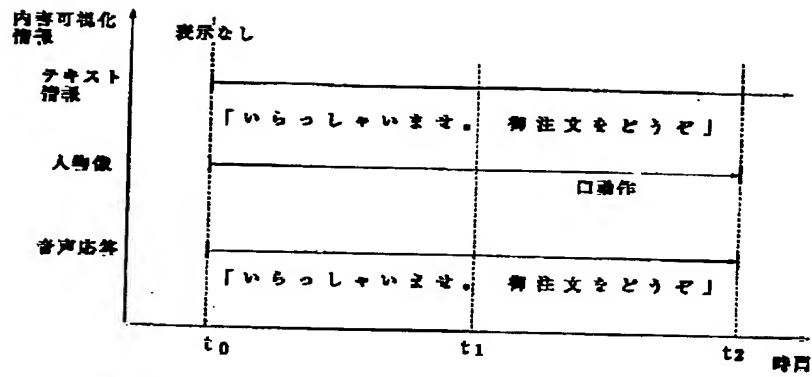 内容可視化
情報
表示なし
テキスト
情報
「いらっしゃいませ。 御注文をどうぞ」
人物像
口動作
音声応答
「いらっしゃいませ。 御注文をどうぞ」
t0 t1 t2
時間